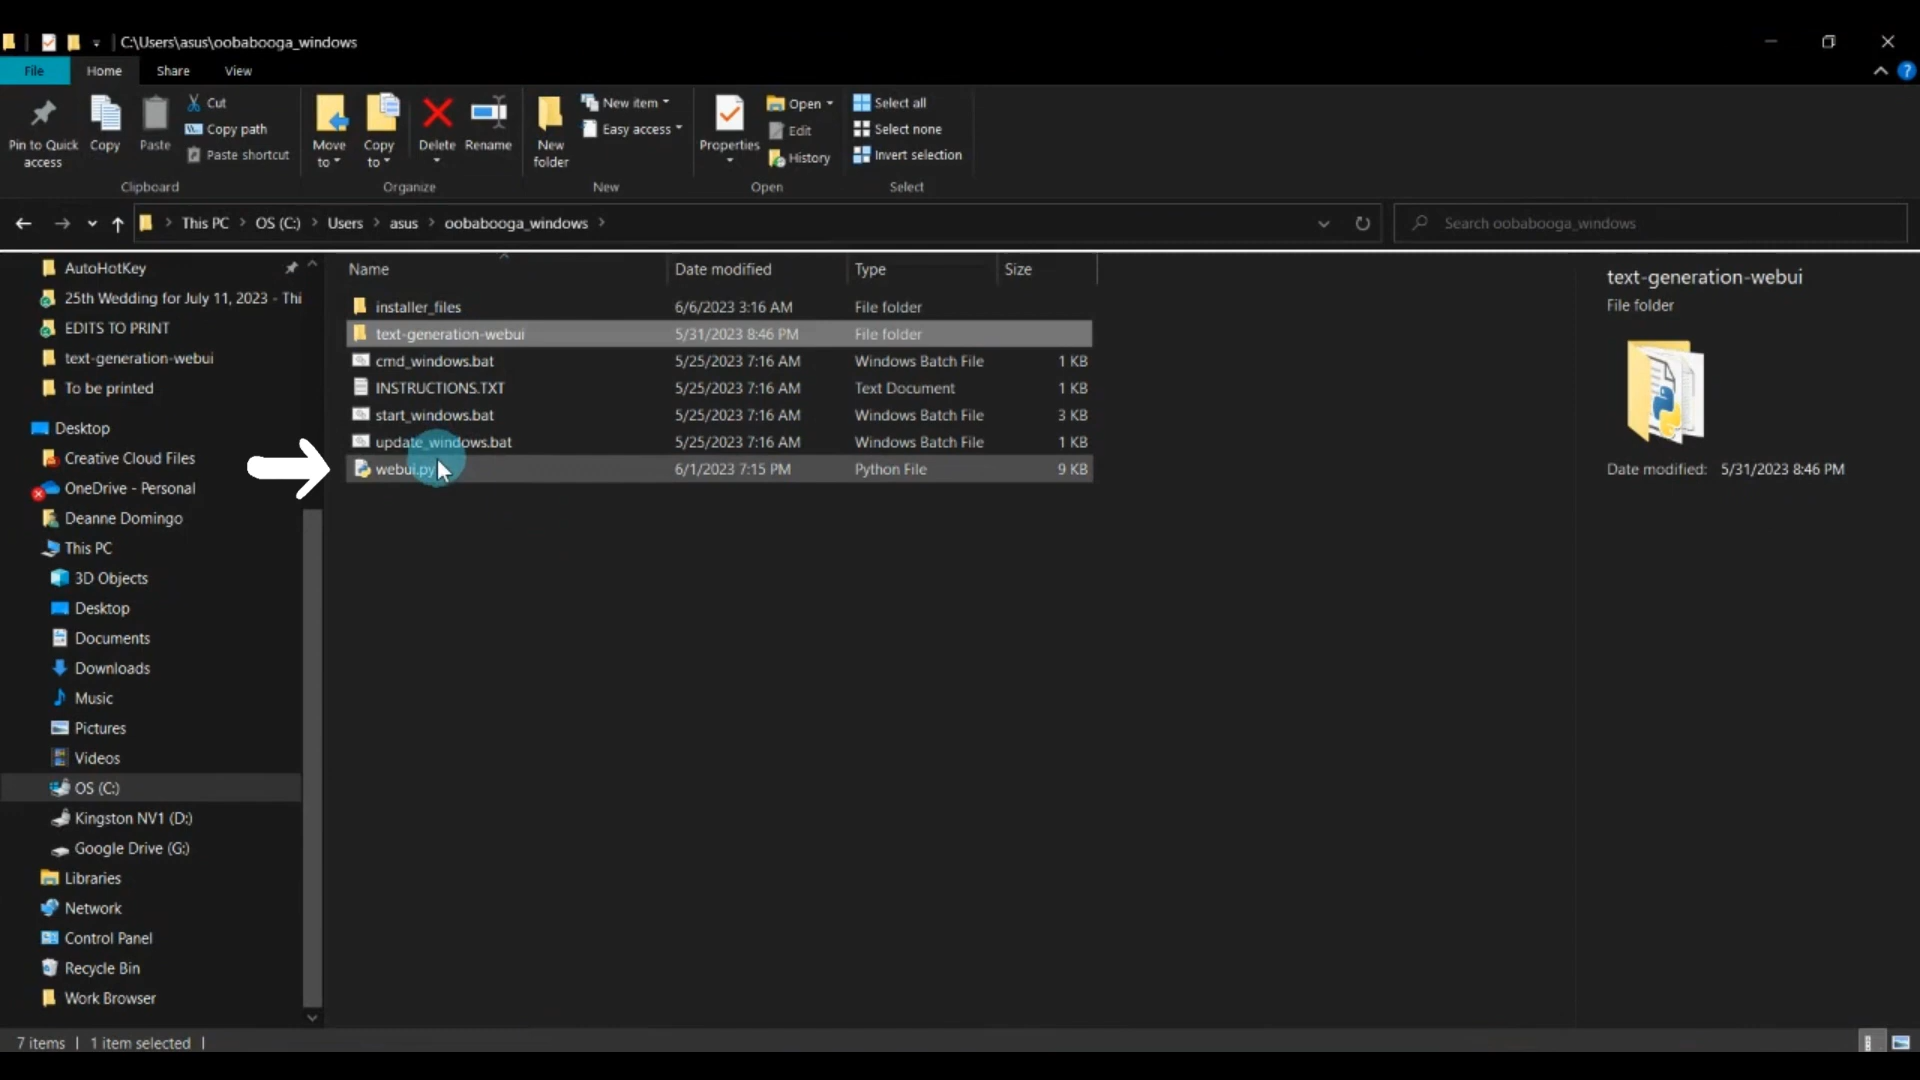 C:\Users\asus\oobabooga_windows
File Home Share View
Pin to Quick access
Copy
Paste
Cut
Copy path
Paste shortcut
Clipboard
Move to
Copy to
Delete
Rename
Organize
New folder
New item
Easy access
New
Properties
Open
Edit
History
Open
Select all
Select none
Invert selection
Select
This PC > OS (C:) > Users > asus > oobabooga_windows >
Search oobabooga_windows
AutoHotKey
25th Wedding for July 11, 2023 - Thi
EDITS TO PRINT
text-generation-webui
To be printed
Desktop
Creative Cloud Files
OneDrive - Personal
Deanne Domingo
This PC
3D Objects
Desktop
Documents
Downloads
Music
Pictures
Videos
OS (C:)
Kingston NV1 (D:)
Google Drive (G:)
Libraries
Network
Control Panel
Recycle Bin
Work Browser
Name Date modified Type Size
installer_files 6/6/2023 3:16 AM File folder
text-generation-webui 5/31/2023 8:46 PM File folder
cmd_windows.bat 5/25/2023 7:16 AM Windows Batch File 1 KB
INSTRUCTIONS.TXT 5/25/2023 7:16 AM Text Document 1 KB
start_windows.bat 5/25/2023 7:16 AM Windows Batch File 3 KB
update_windows.bat 5/25/2023 7:16 AM Windows Batch File 1 KB
webui.py 6/1/2023 7:15 PM Python File 9 KB
text-generation-webui
File folder
Date modified: 5/31/2023 8:46 PM
7 items | 1 item selected |